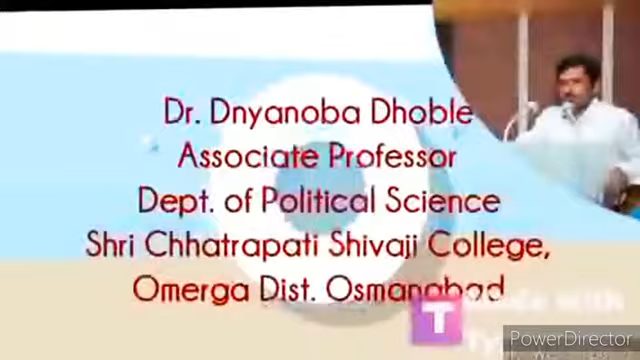 Dr. Dnyanoba Dhoble
Associate Professor
Dept. of Political Science
Shri Chhatrapati Shivaji College,
Omerga Dist. Osmanabad
T
PowerDirector